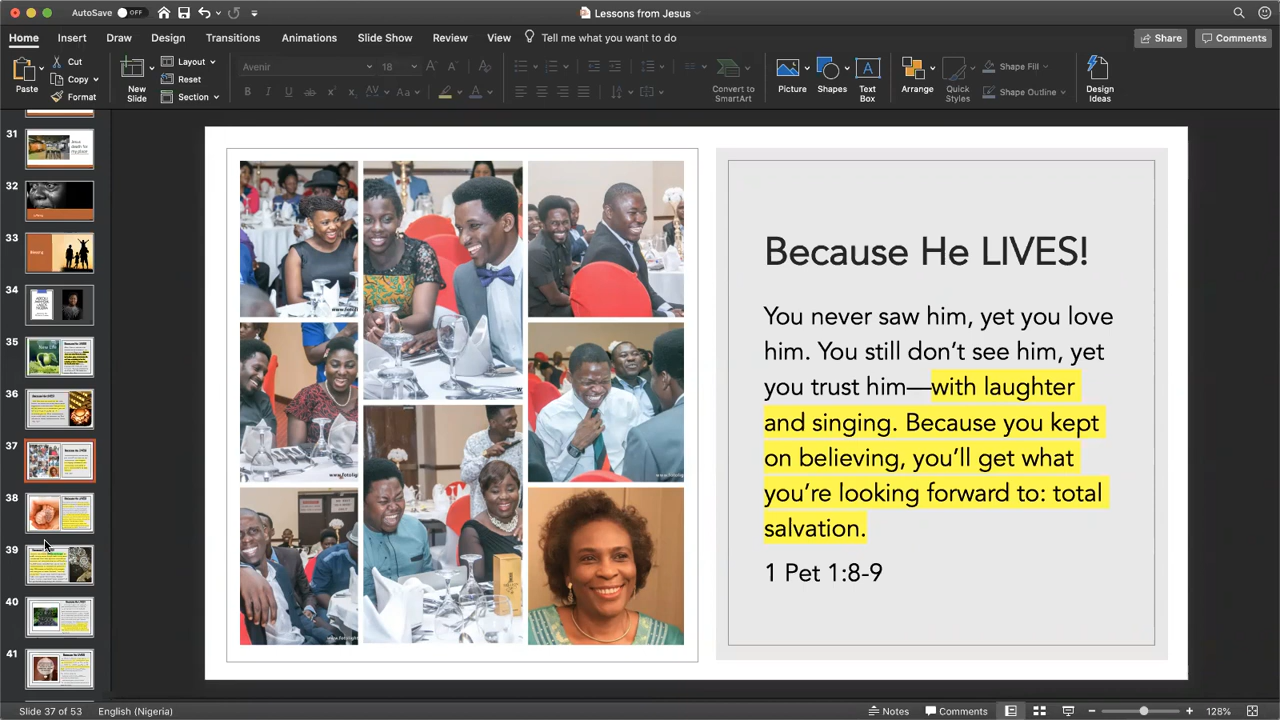 AutoSave OFF
Lessons from Jesus
Home Insert Draw Design Transitions Animations Slide Show Review View Tell me what you want to do
Share Comments
Paste
Cut
Copy
Format
New Slide
Layout
Reset
Section
Avenir 18
Convert to SmartArt
Picture
Shapes
Text Box
Arrange
Quick Styles
Shape Fill
Shape Outline
Design Ideas
31
32
33
34
35
36
37
38
39
40
41
Because He LIVES!
You never saw him, yet you love
him. You still don’t see him, yet
you trust him—with laughter
and singing. Because you kept
on believing, you’ll get what
you’re looking forward to: total
salvation.
1 Pet 1:8-9
Slide 37 of 53 English (Nigeria)
Notes Comments 128%